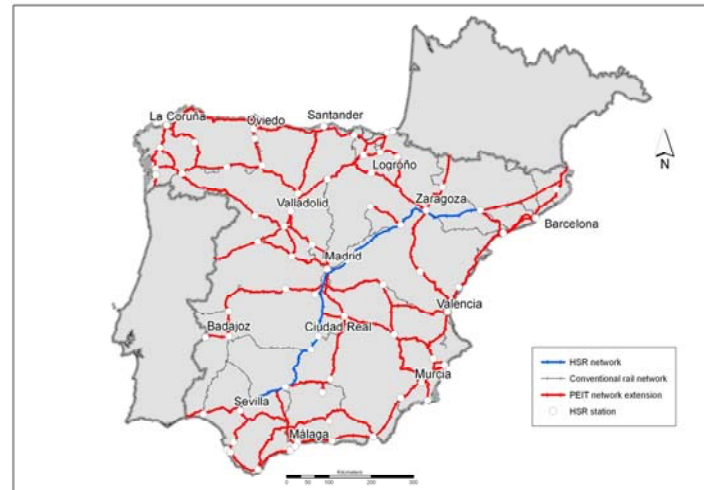 La Coruña
Oviedo
Santander
Logroño
N
Valladolid
Zaragoza
Barcelona
Madrid
Valencia
Badajoz
Ciudad Real
HSR network
Conventional rail network
PEIT network extension
HSR station
Murcia
Sevilla
Málaga
Kilometers
0 50 100 200 300